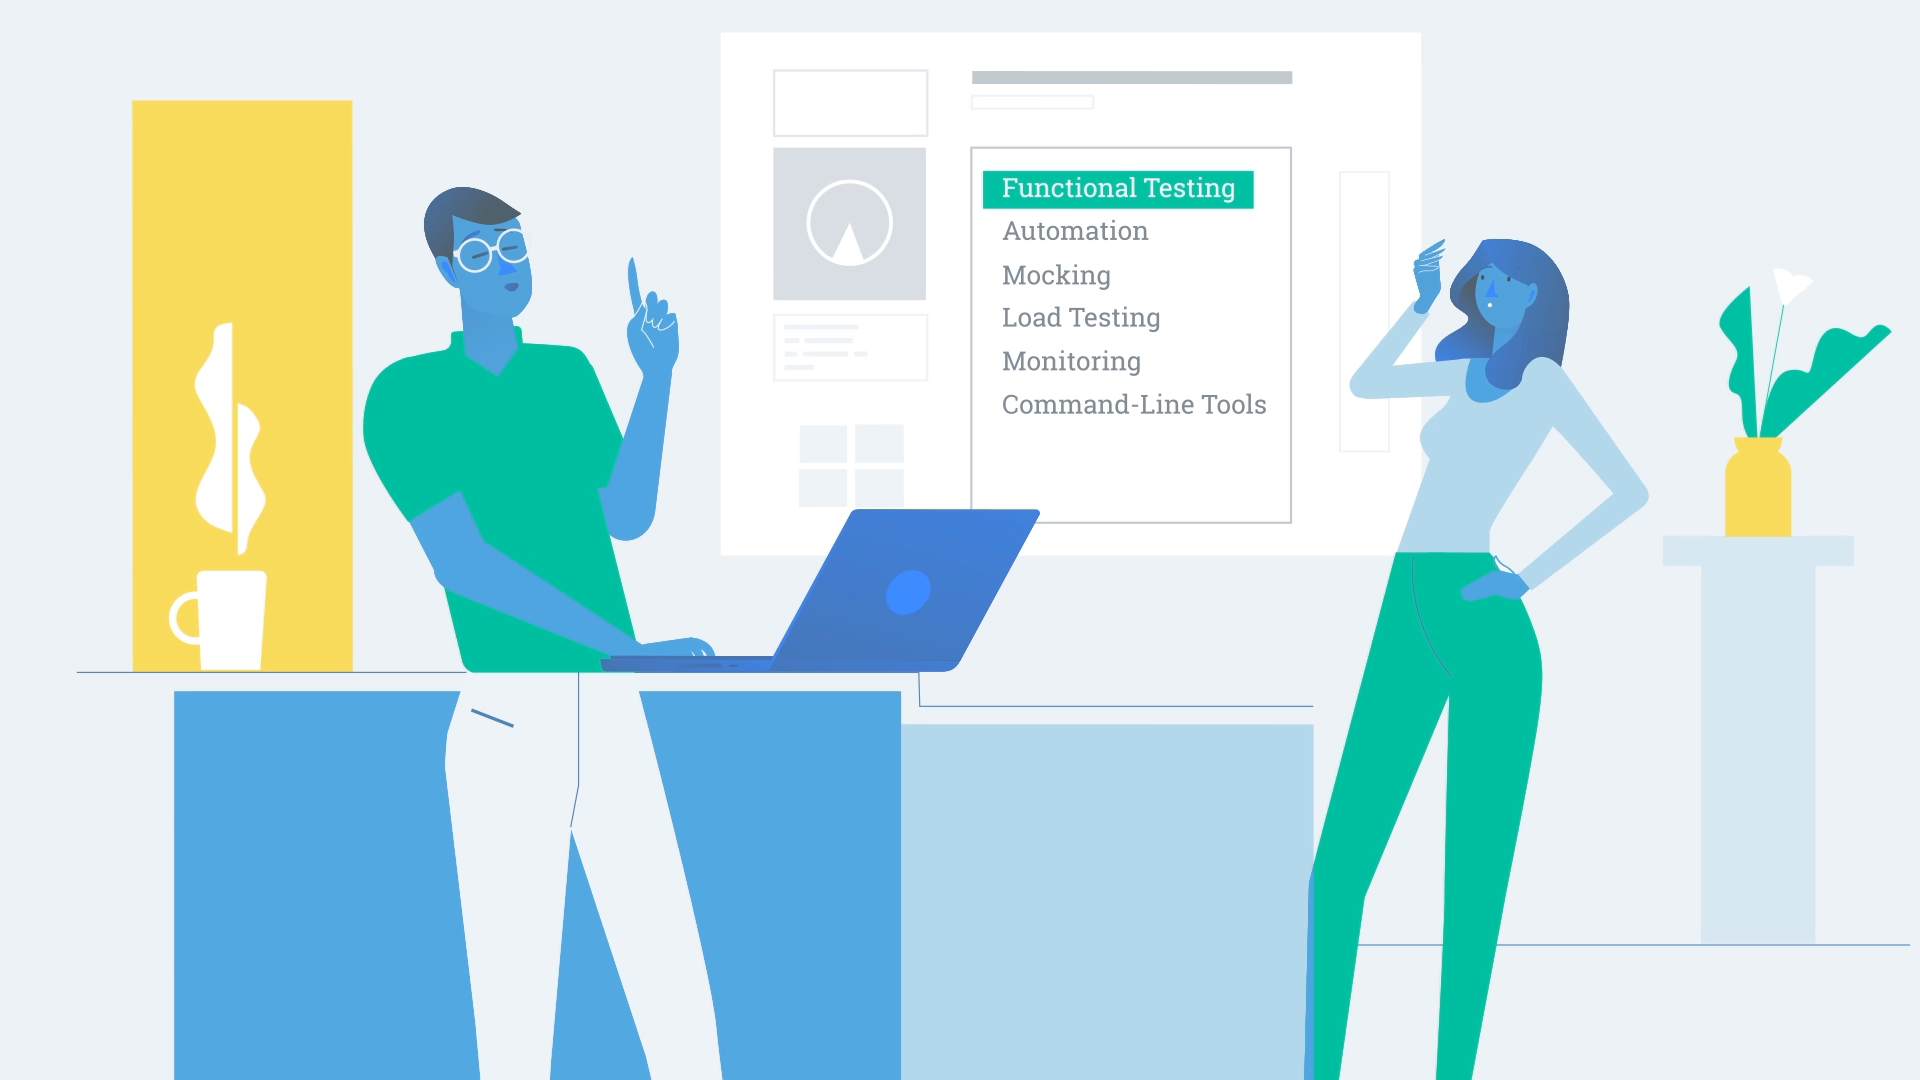 Functional Testing
Automation
Mocking
Load Testing
Monitoring
Command-Line Tools